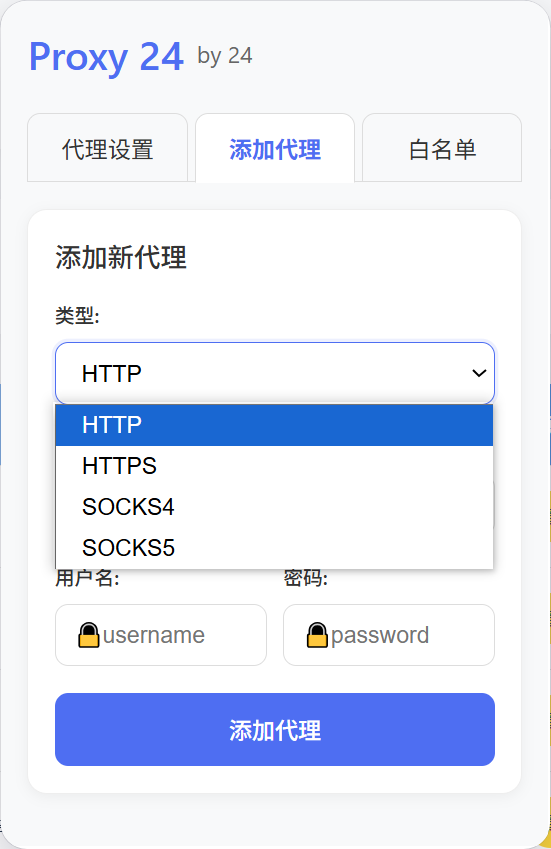 Proxy 24 by 24
代理设置 添加代理 白名单
添加新代理
类型:
HTTP
HTTP
HTTPS
SOCKS4
SOCKS5
用户名: 密码:
🔒username 🔒password
添加代理